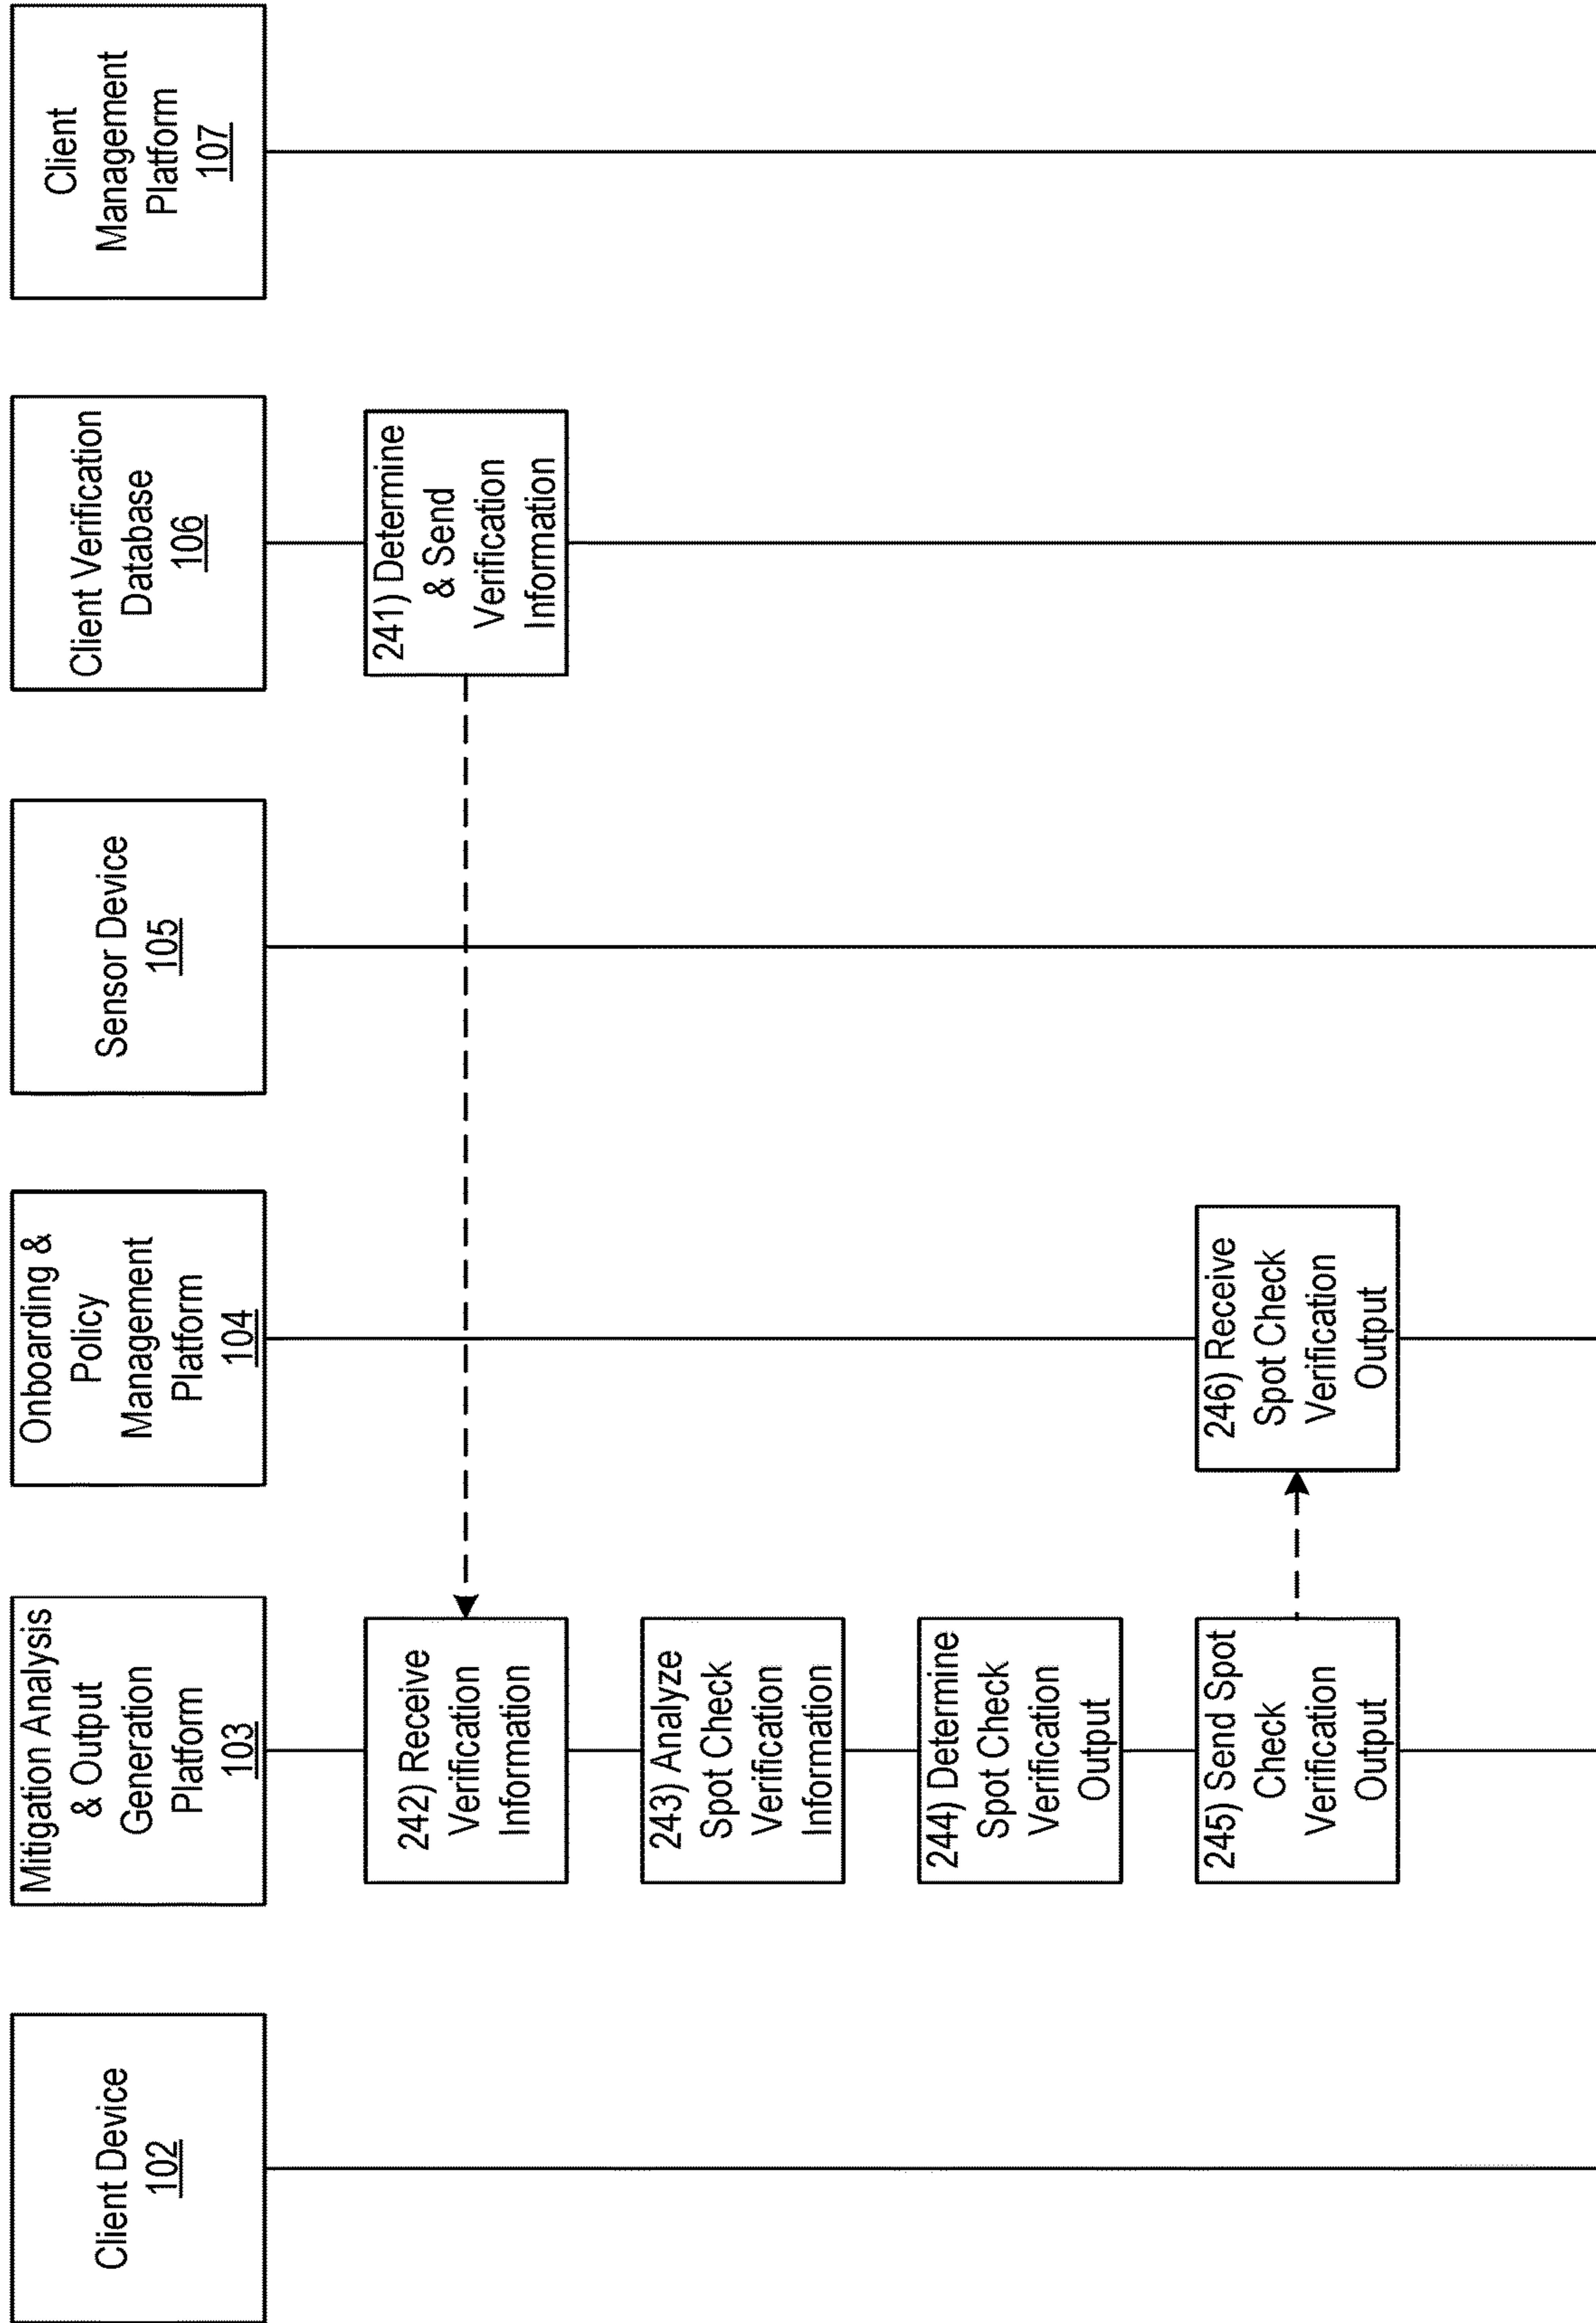 Client Device
102
Mitigation Analysis
& Output
Generation
Platform
103
Onboarding &
Policy
Management
Platform
104
Sensor Device
105
Client Verification
Database
106
Client
Management
Platform
107
241) Determine
& Send
Verification
Information
242) Receive
Verification
Information
243) Analyze
Spot Check
Verification
Information
244) Determine
Spot Check
Verification
Output
245) Send Spot
Check
Verification
Output
246) Receive
Spot Check
Verification
Output